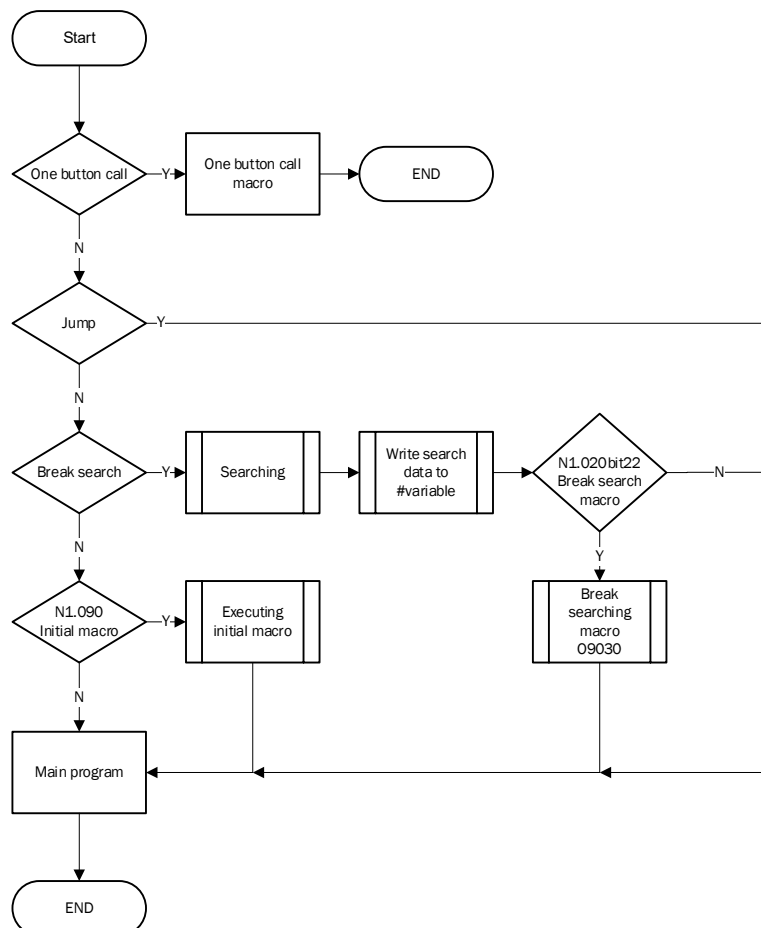 Start
One button call
Y
One button call
macro
END
N
Jump
Y
N
Break search
Y
Searching
Write search
data to
#variable
N1.020bit22
Break search
macro
N
N
Y
N1.090
Initial macro
Y
Executing
initial macro
Break
searching
macro
O9030
N
Main program
END